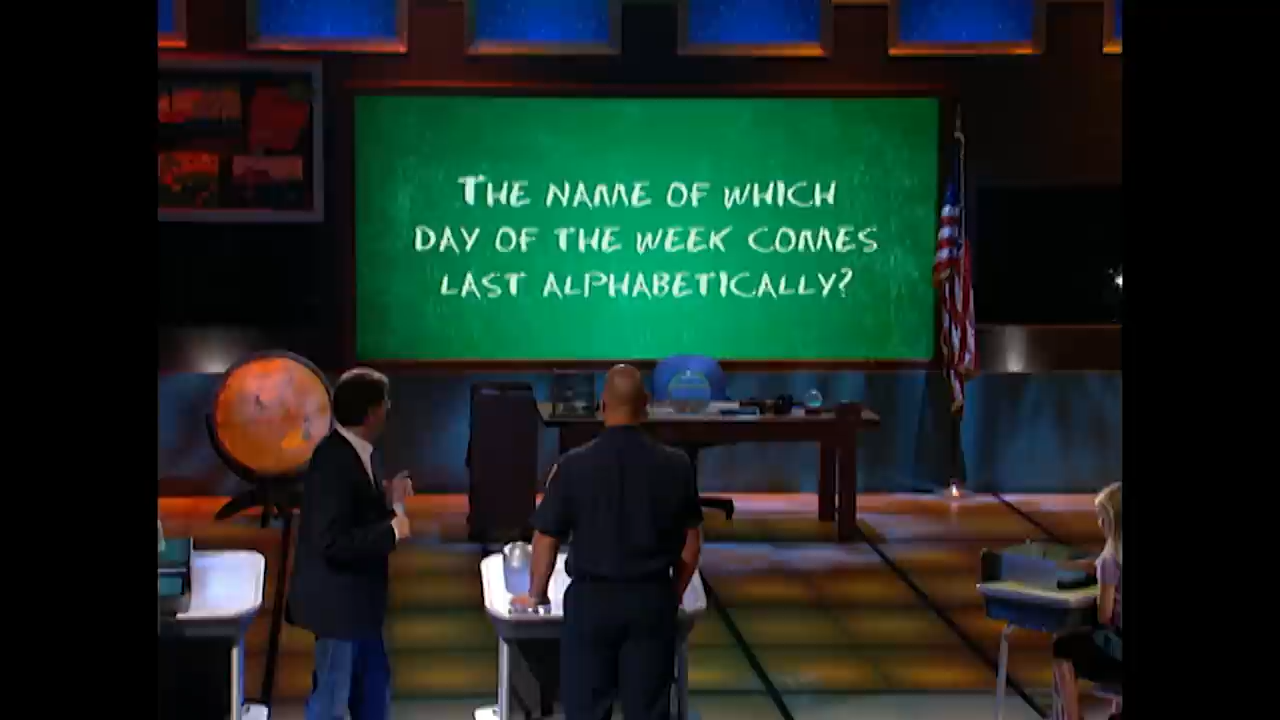 THE NAME OF WHICH
DAY OF THE WEEK COMES
LAST ALPHABETICALLY?